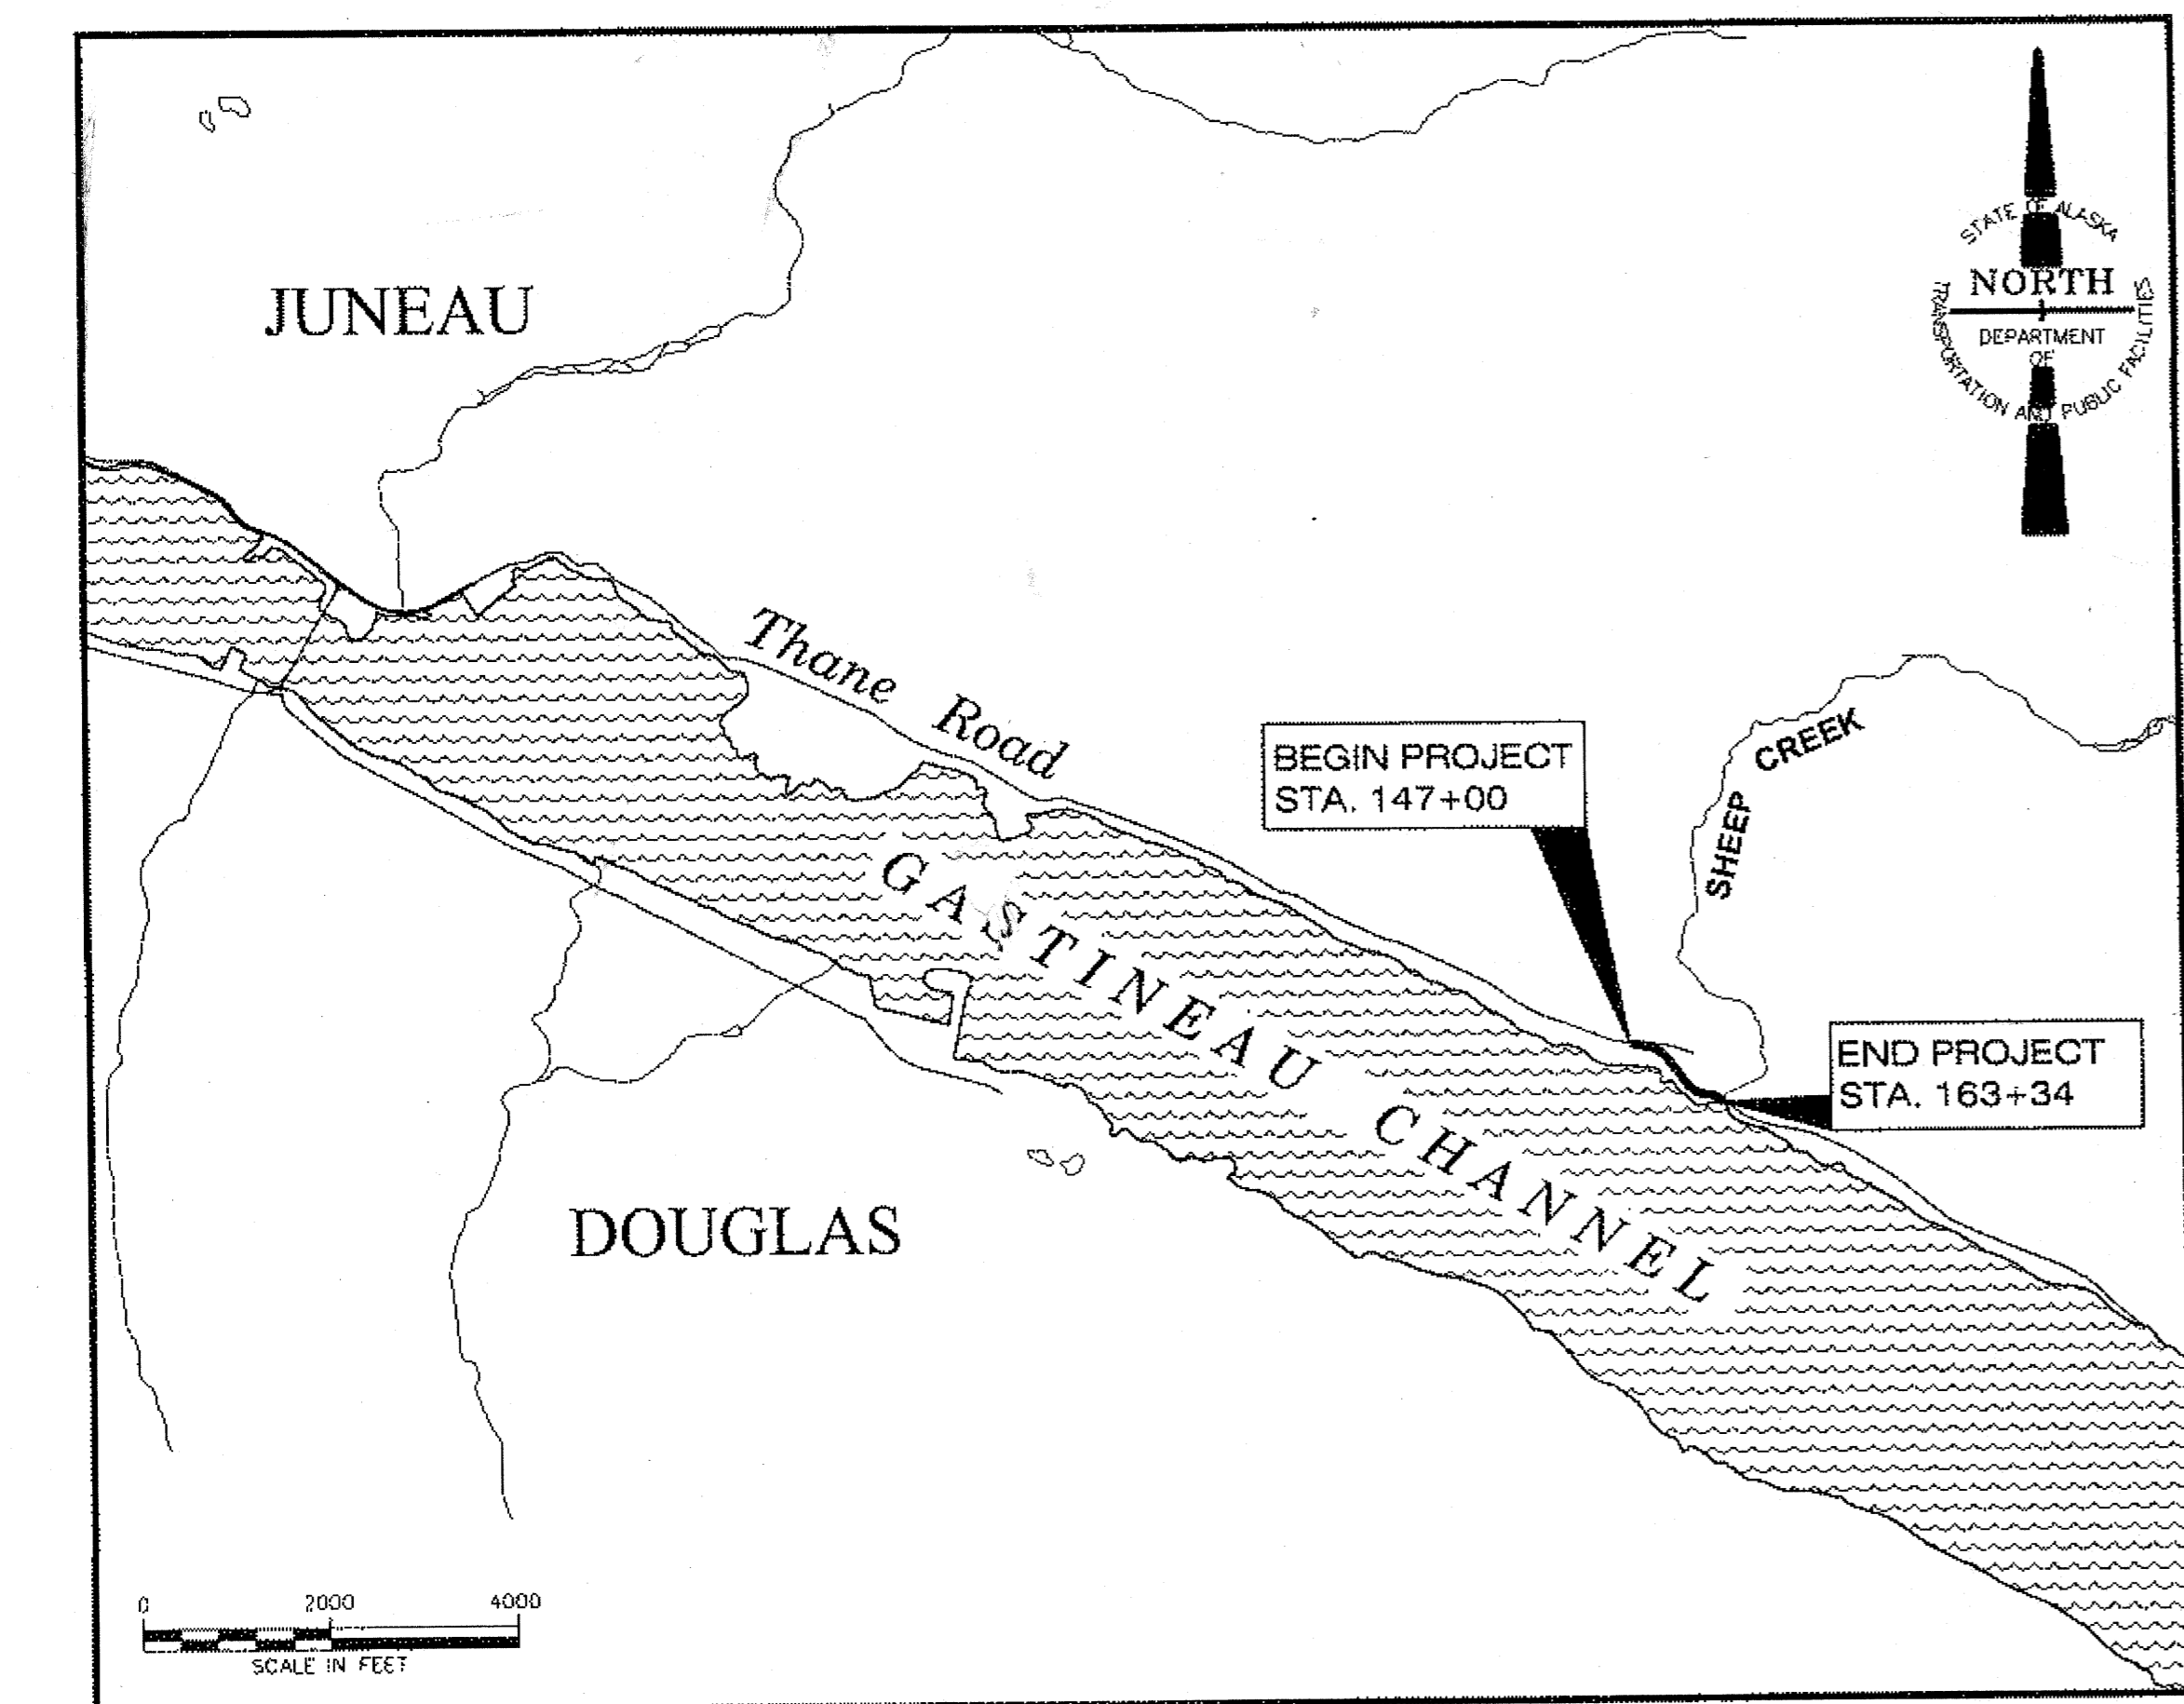 JUNEAU
STATE OF ALASKA
NORTH
DEPARTMENT
OF
TRANSPORTATION AND PUBLIC FACILITIES
Thane Road
BEGIN PROJECT
STA. 147+00
SHEEP CREEK
GASTINEAU CHANNEL
END PROJECT
STA. 163+34
DOUGLAS
0 2000 4000
SCALE IN FEET